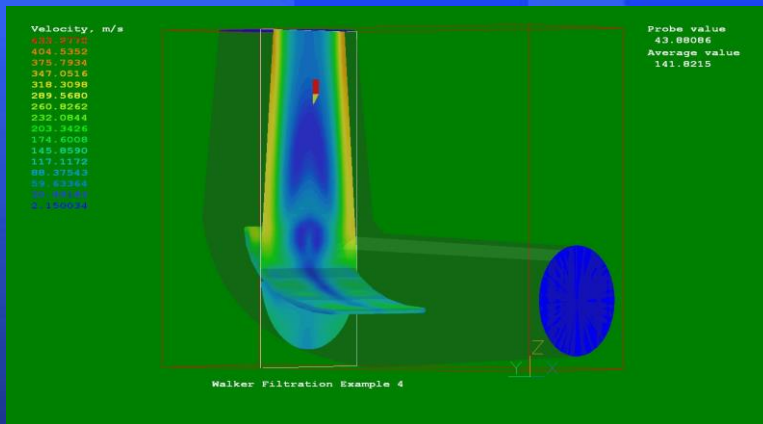 Velocity, m/s
404.5352
375.7934
347.0516
318.3098
289.5680
260.8262
232.0844
203.3426
174.6008
145.8590
117.1172
88.37543
59.63368
2.150034
Probe value
43.88086
Average value
141.8215
Z
Y X
Walker Filtration Example 4